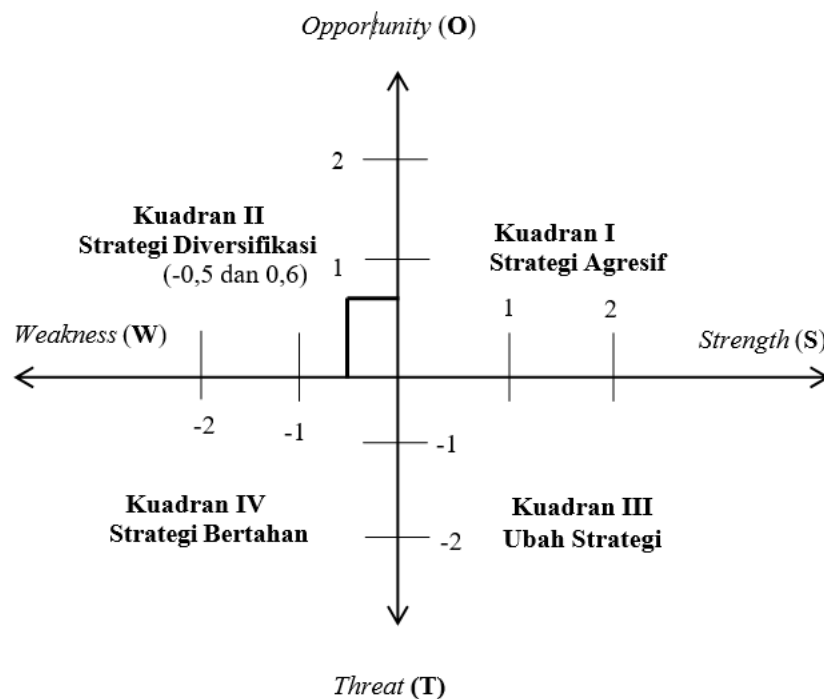 Opportunity (O)
2
Kuadran II
Strategi Diversifikasi
(-0,5 dan 0,6)
1
Kuadran I
Strategi Agresif
1
2
Weakness (W)
Strength (S)
-2
-1
-1
Kuadran IV
Strategi Bertahan
Kuadran III
Ubah Strategi
-2
Threat (T)